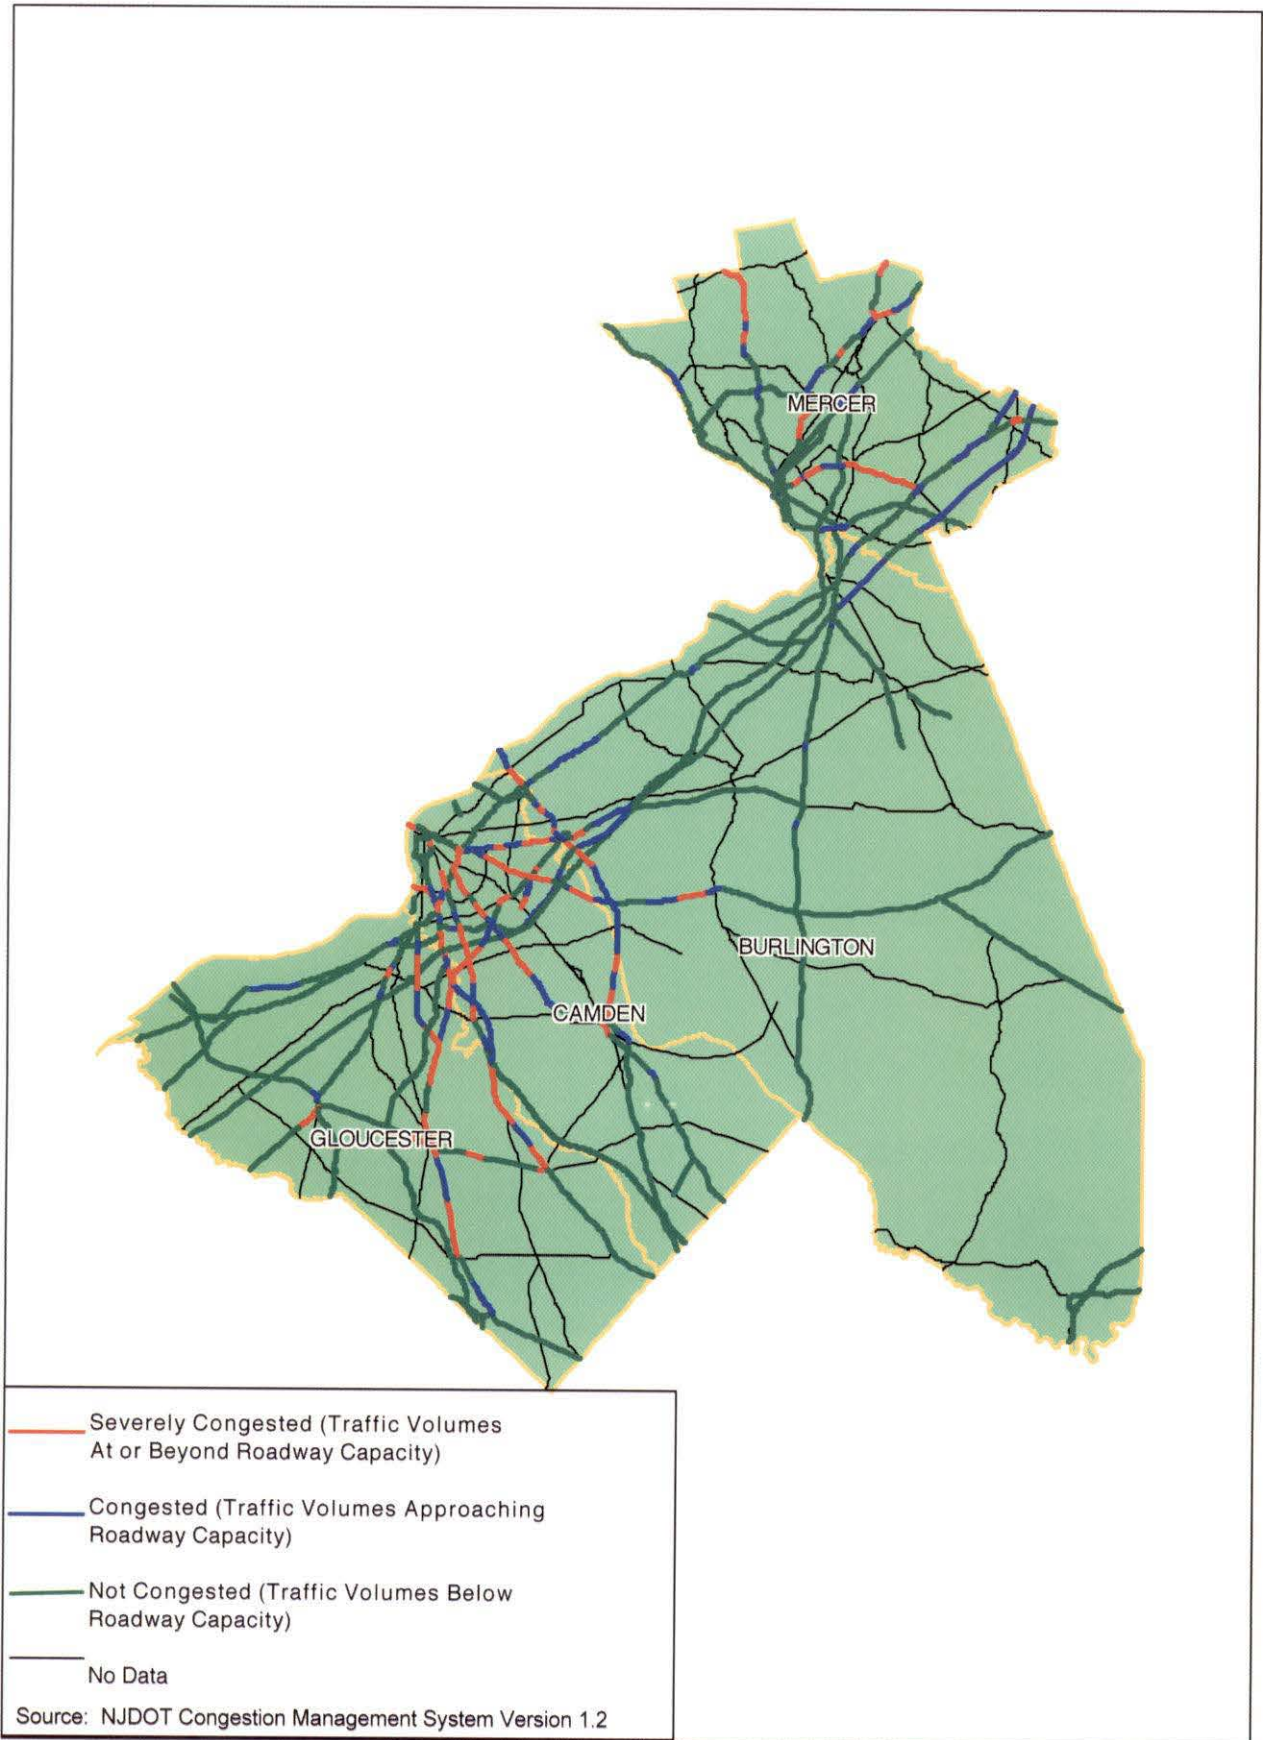 MERCER
BURLINGTON
CAMDEN
GLOUCESTER
Severely Congested (Traffic Volumes
At or Beyond Roadway Capacity)
Congested (Traffic Volumes Approaching
Roadway Capacity)
Not Congested (Traffic Volumes Below
Roadway Capacity)
No Data
Source: NJDOT Congestion Management System Version 1.2